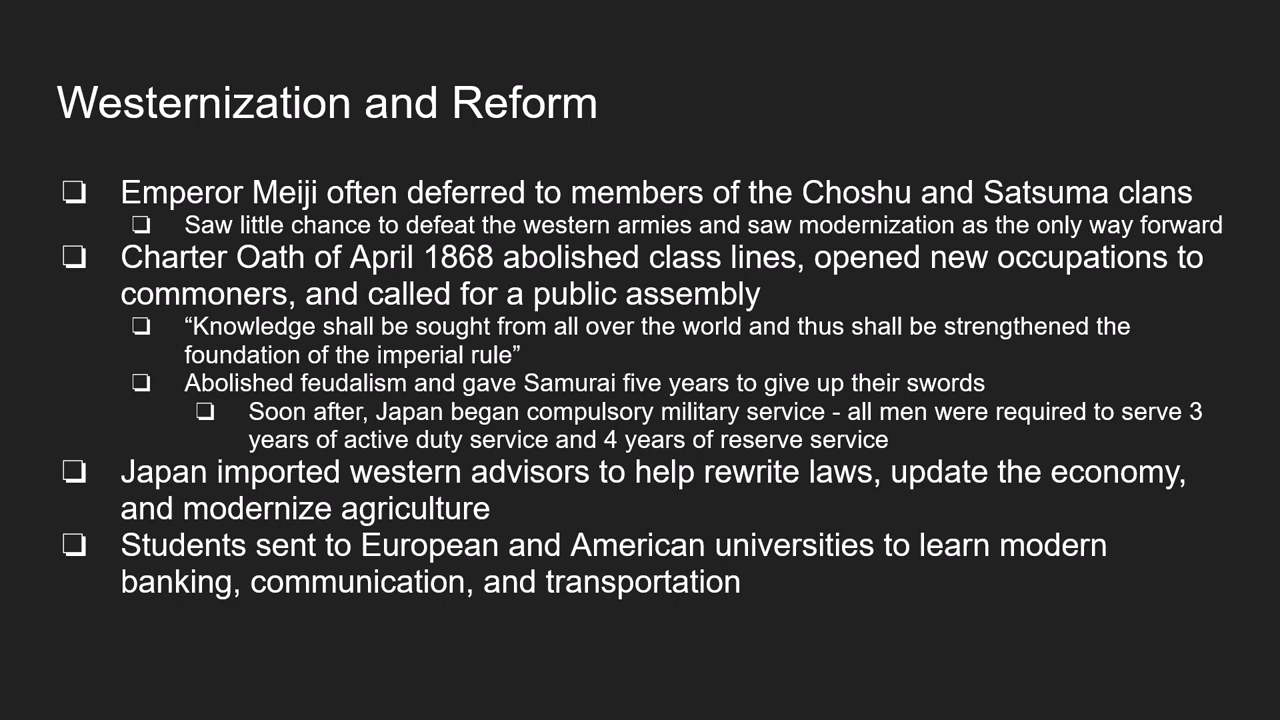 Westernization and Reform
❏ Emperor Meiji often deferred to members of the Choshu and Satsuma clans
❏ Saw little chance to defeat the western armies and saw modernization as the only way forward
❏ Charter Oath of April 1868 abolished class lines, opened new occupations to
commoners, and called for a public assembly
❏ “Knowledge shall be sought from all over the world and thus shall be strengthened the
foundation of the imperial rule”
❏ Abolished feudalism and gave Samurai five years to give up their swords
❏ Soon after, Japan began compulsory military service - all men were required to serve 3
years of active duty service and 4 years of reserve service
❏ Japan imported western advisors to help rewrite laws, update the economy,
and modernize agriculture
❏ Students sent to European and American universities to learn modern
banking, communication, and transportation